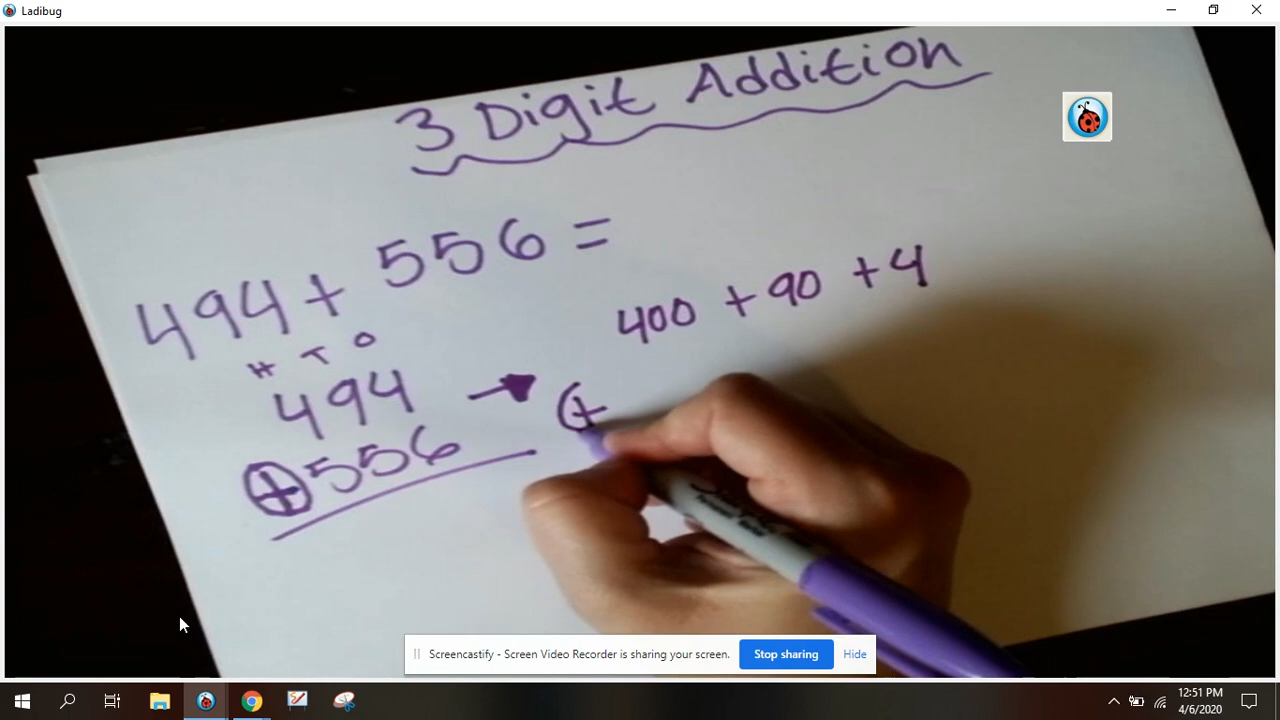 Ladibug
3 Digit Addition
494 + 556 =
H T O
494
+ 556
400 + 90 + 4
+
Screencastify - Screen Video Recorder is sharing your screen.
Stop sharing
Hide
12:51 PM
4/6/2020